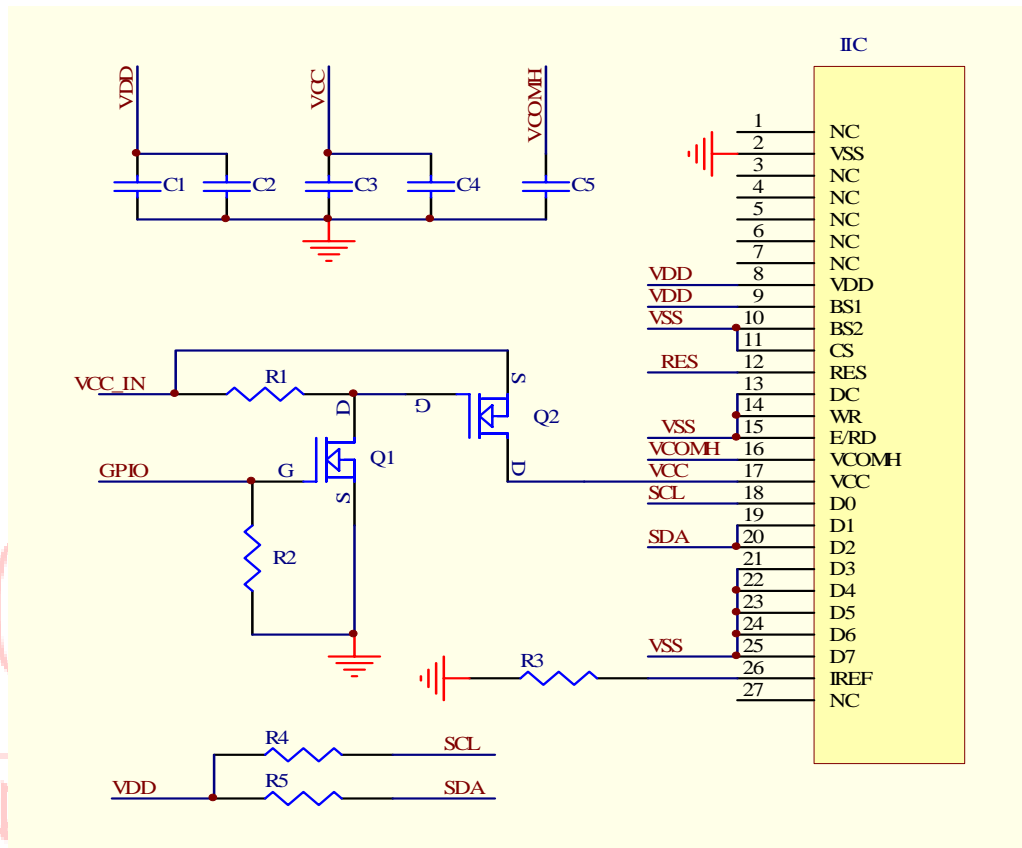 IIC
VDD
VCC
VCOMH
C1
C2
C3
C4
C5
1 NC
2 VSS
3 NC
4 NC
5 NC
6 NC
7 NC
VDD 8 VDD
VDD 9 BS1
VSS 10 BS2
11 CS
RES 12 RES
13 DC
14 WR
VSS 15 E/RD
VCOMH 16 VCOMH
VCC 17 VCC
SCL 18 D0
19 D1
SDA 20 D2
21 D3
22 D4
23 D5
24 D6
VSS 25 D7
26 IREF
27 NC
VCC_IN
R1
D
G
S
Q2
D
GPIO
G
Q1
S
R2
R3
R4
SCL
VDD
R5
SDA